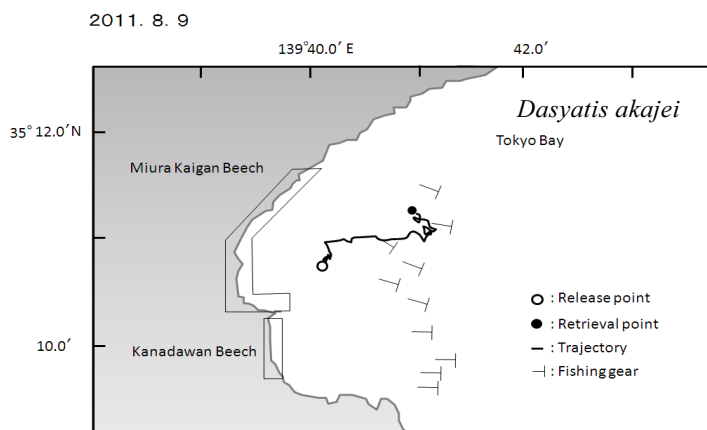 2011. 8. 9
139°40.0′ E
42.0′
Dasyatis akajei
35°12.0′N
Tokyo Bay
Miura Kaigan Beech
: Release point
: Retrieval point
10.0′
Kanadawan Beech
: Trajectory
: Fishing gear